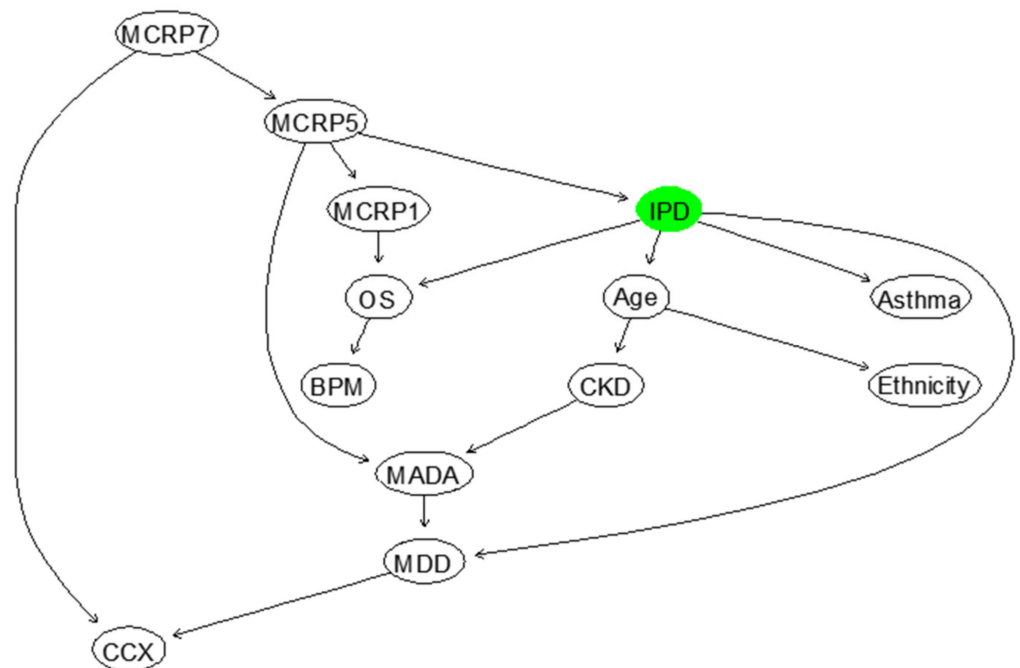 MCRP7
MCRP5
MCRP1
IPD
OS
Age
Asthma
BPM
CKD
Ethnicity
MADA
MDD
CCX